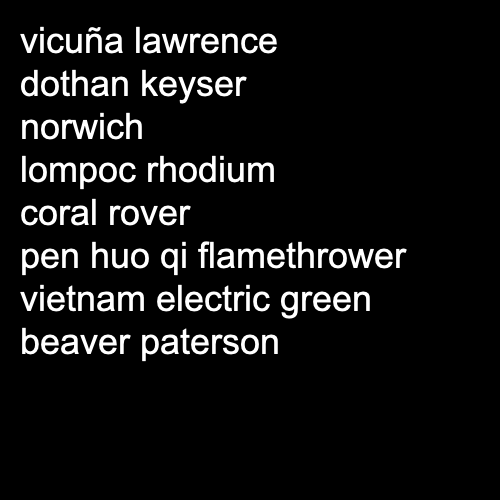 vicuña lawrence
dothan keyser
norwich
lompoc rhodium
coral rover
pen huo qi flamethrower
vietnam electric green
beaver paterson